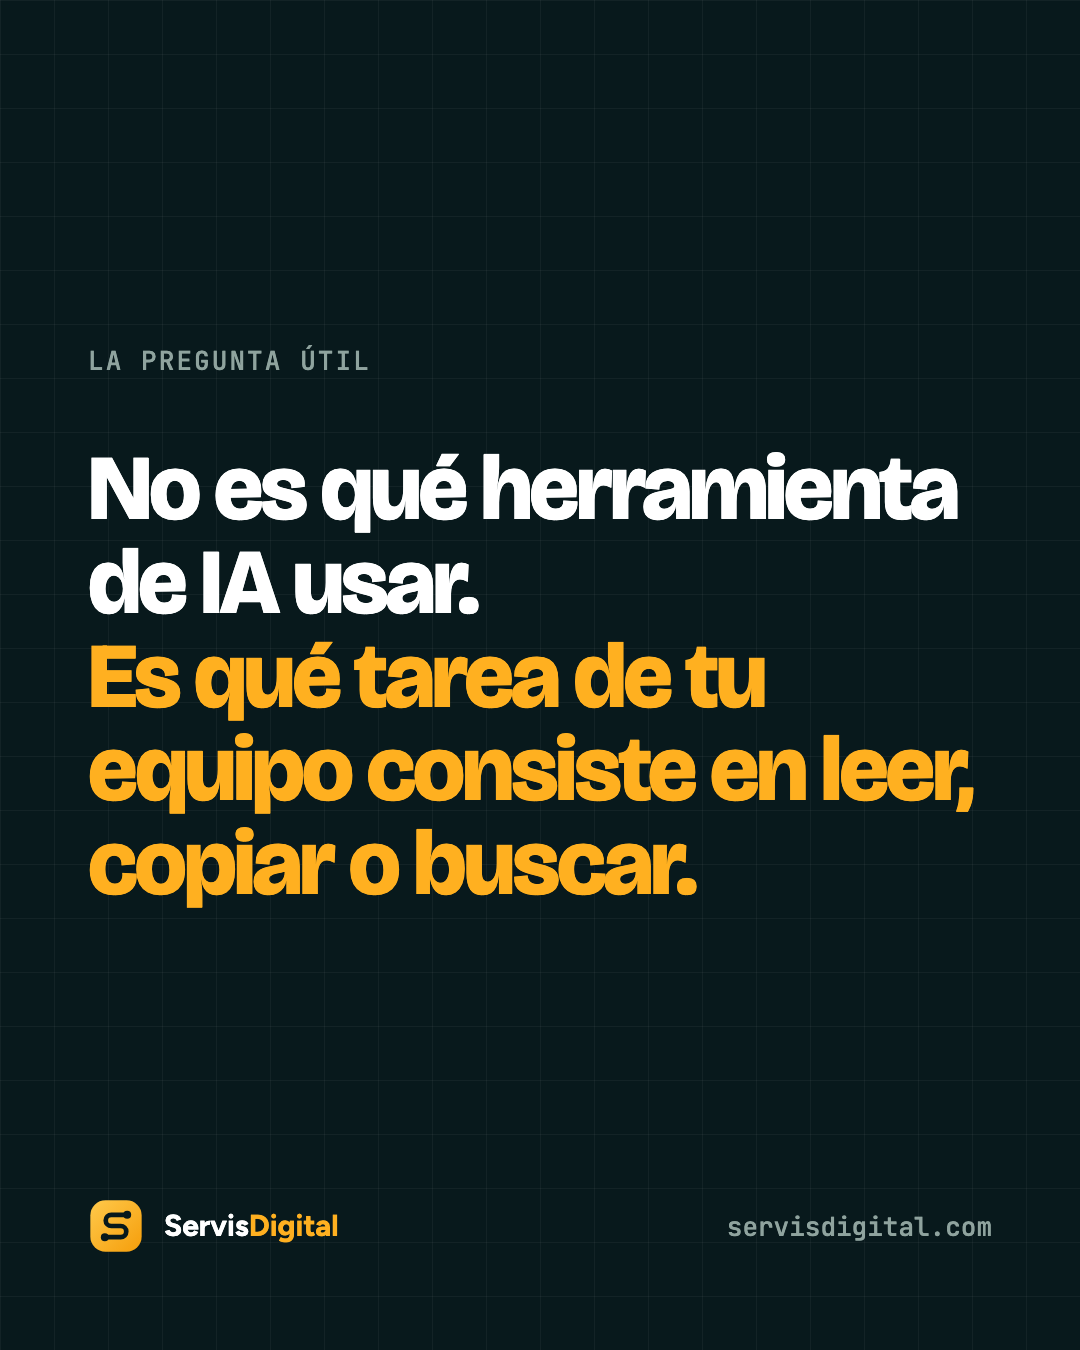 LA PREGUNTA ÚTIL
No es qué herramienta
de IA usar.
Es qué tarea de tu
equipo consiste en leer,
copiar o buscar.
ServisDigital
servisdigital.com